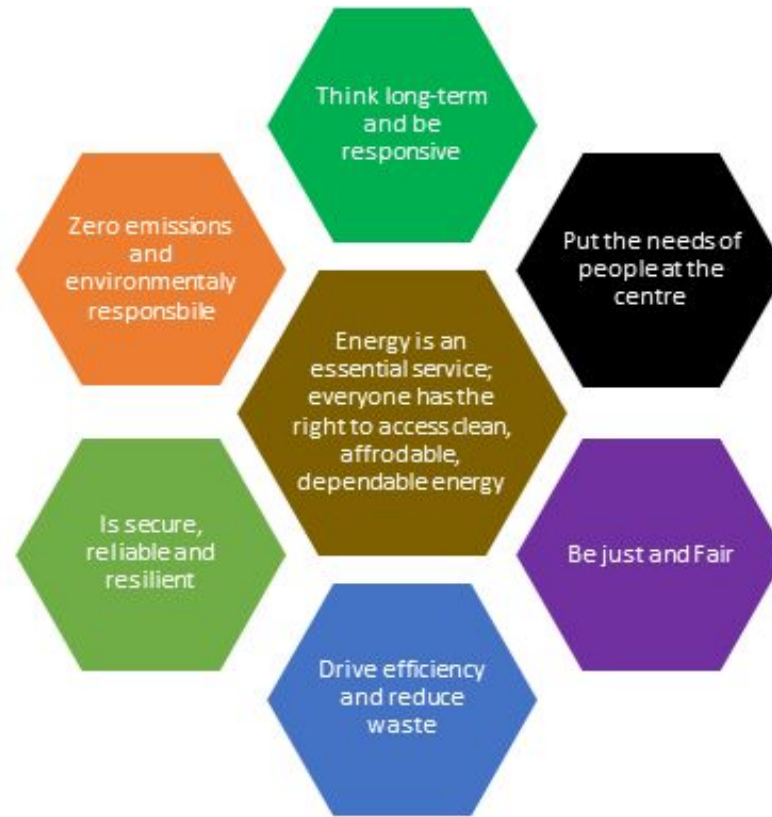 Think long-term
and be
responsive
Zero emissions
and
environmentaly
responsbile
Put the needs of
people at the
centre
Energy is an
essential service;
everyone has the
right to access clean,
affrodable,
dependable energy
Is secure,
reliable and
resilient
Be just and Fair
Drive efficiency
and reduce
waste